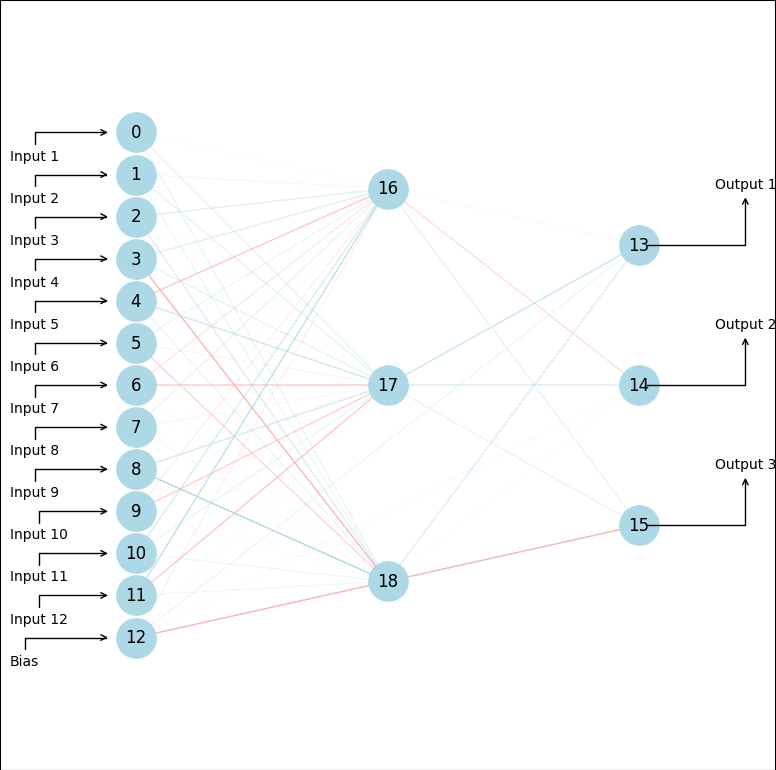 0
Input 1
1
Input 2
2
Input 3
3
Input 4
4
Input 5
5
Input 6
6
Input 7
7
Input 8
8
Input 9
9
Input 10
10
Input 11
11
Input 12
12
Bias
16
17
18
Output 1
13
Output 2
14
Output 3
15